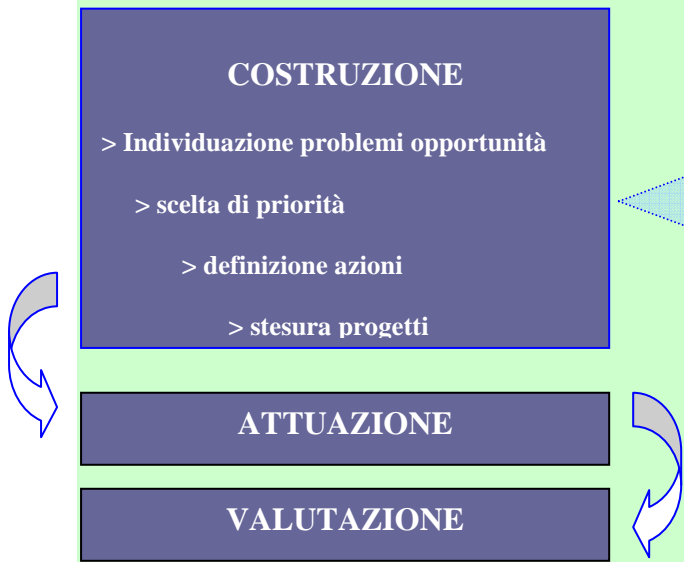 COSTRUZIONE
> Individuazione problemi opportunità
> scelta di priorità
> definizione azioni
> stesura progetti
ATTUAZIONE
VALUTAZIONE